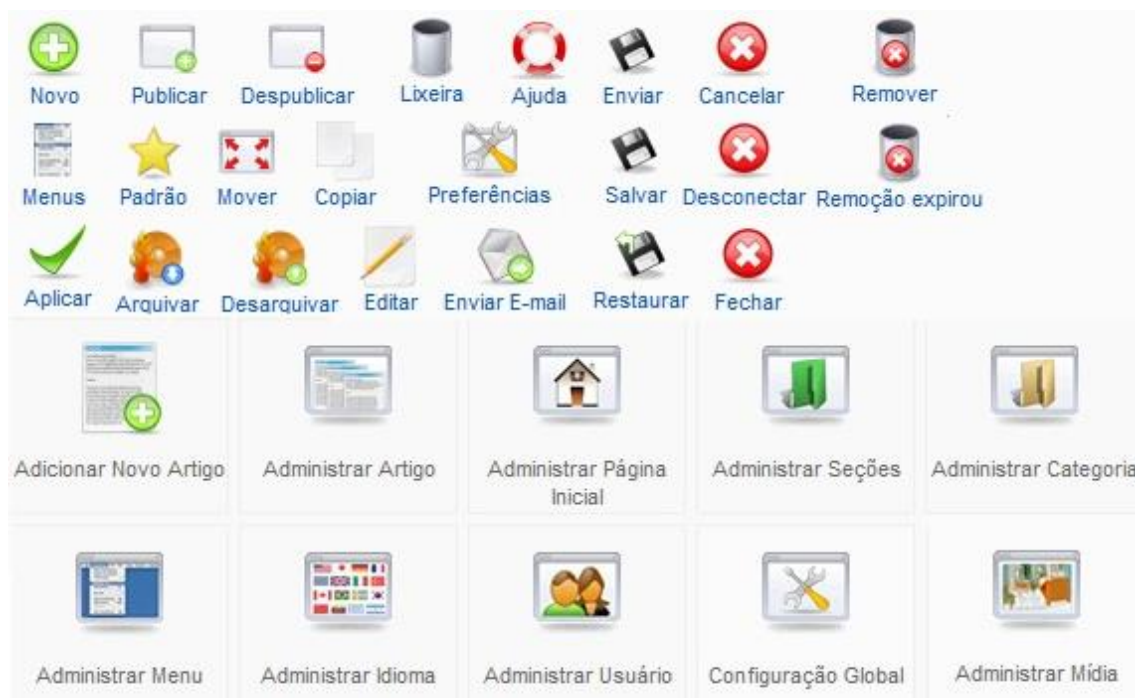 Novo Publicar Despublicar Lixeira Ajuda Enviar Cancelar Remover
Menus Padrão Mover Copiar Preferências Salvar Desconectar Remoção expirou
Aplicar Arquivar Desarquivar Editar Enviar E-mail Restaurar Fechar
Adicionar Novo Artigo Administrar Artigo Administrar Página Administrar Seções Administrar Categoria
Inicial
Administrar Menu Administrar Idioma Administrar Usuário Configuração Global Administrar Mídia